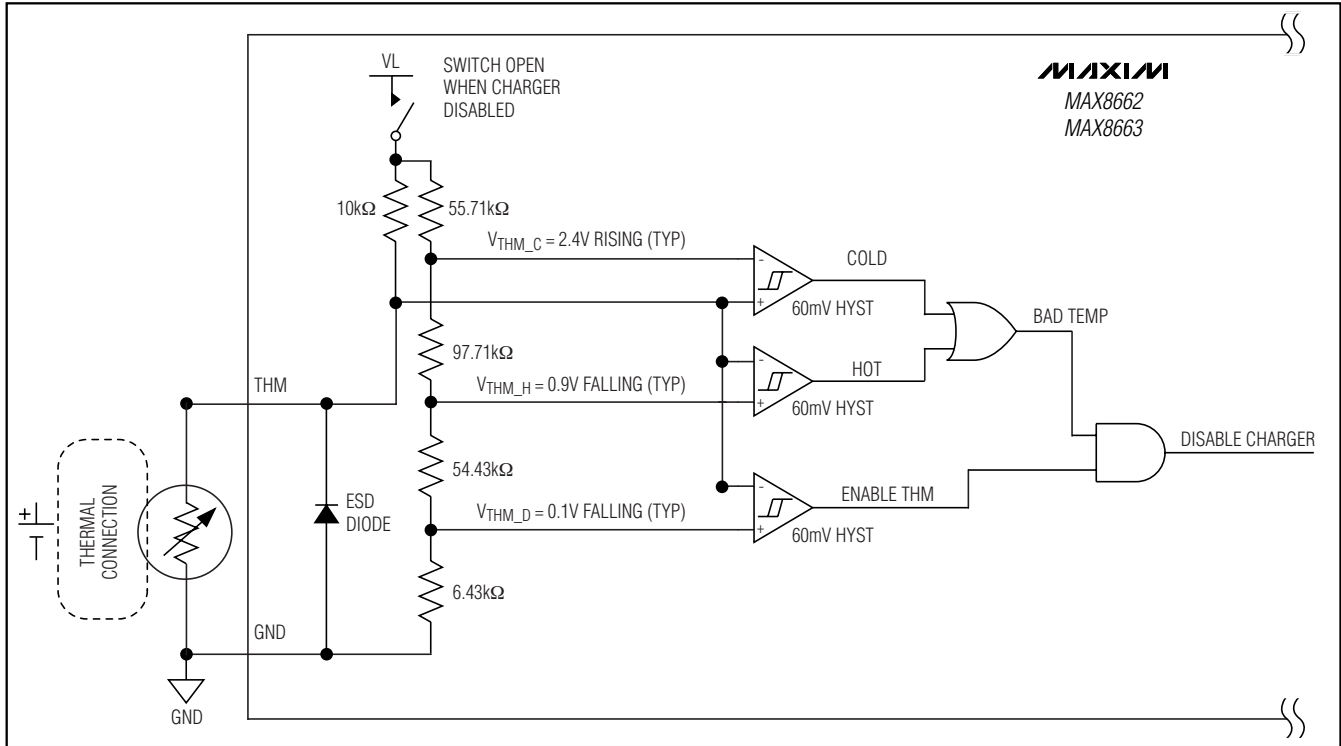 VL
SWITCH OPEN
WHEN CHARGER
DISABLED
MAXIM
MAX8662
MAX8663
10kΩ
55.71kΩ
VTHM_C = 2.4V RISING (TYP)
-
+
COLD
60mV HYST
BAD TEMP
97.71kΩ
-
+
HOT
60mV HYST
THM
VTHM_H = 0.9V FALLING (TYP)
DISABLE CHARGER
54.43kΩ
-
+
ENABLE THM
60mV HYST
+
THERMAL
CONNECTION
ESD
DIODE
VTHM_D = 0.1V FALLING (TYP)
6.43kΩ
GND
GND